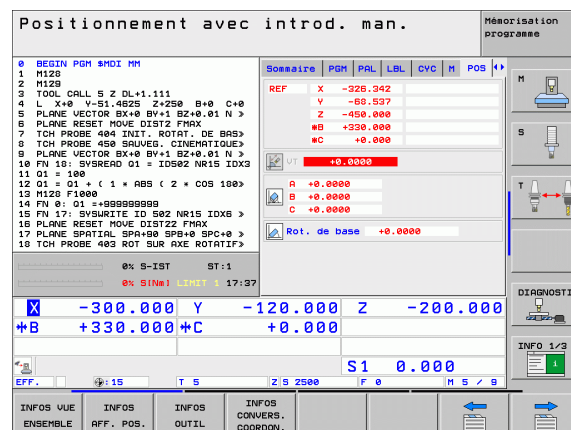 Positionnement avec introd. man.
Mémorisation
programme
0 BEGIN PGM $MDI MM
1 M128
2 M129
3 TOOL CALL 5 Z DL+1.111
4 L X+0 Y-51.4625 Z+250 B+0 C+0
5 PLANE VECTOR BX+0 BY+1 BZ+0.01 N »
6 PLANE RESET MOVE DIST2 FMAX
7 TCH PROBE 404 INIT. ROTAT. DE BAS»
8 TCH PROBE 450 SAUVEG. CINEMATIQUE»
9 PLANE VECTOR BX+0 BY+1 BZ+0.01 N »
10 FN 18: SYSREAD Q1 = ID502 NR15 IDX3
11 Q1 = 100
12 Q1 = Q1 + ( 1 * ABS ( 2 * COS 180»
13 M128 F1000
14 FN 0: Q1 =+999999999
15 FN 17: SYSWRITE ID 502 NR15 IDX6 »
16 PLANE RESET MOVE DIST2 FMAX
17 PLANE SPATIAL SPA+90 SPB+0 SPC+0 »
18 TCH PROBE 403 ROT SUR AXE ROTATIF»
Sommaire PGM PAL LBL CYC M POS
REF X -326.342
Y -68.537
Z -450.000
*B +330.000
*C +0.000
VT +0.0000
A +0.0000
B +0.0000
C +0.0000
Rot. de base +0.0000
0% S-IST ST:1
0% S[Nm] LIMIT 1 17:37
X -300.000 Y -120.000 Z -200.000
*B +330.000 *C +0.000
S1 0.000
EFF. :15 T 5 Z S 2500 F 0 M 5 / 9
M
S
T
DIAGNOSTI
INFO 1/3
INFOS VUE
ENSEMBLE
INFOS
AFF. POS.
INFOS
OUTIL
INFOS
CONVERS.
COORDON.